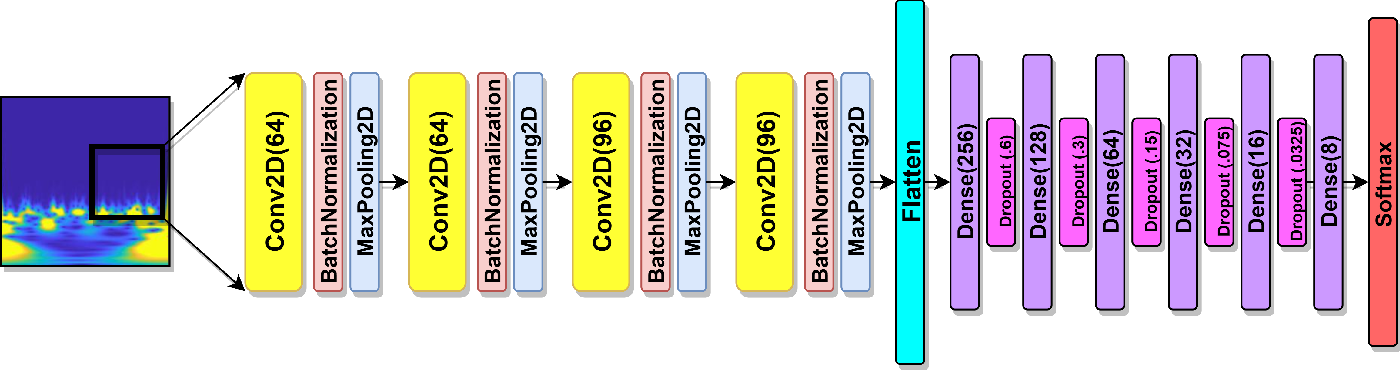 Conv2D(64)
BatchNormalization
MaxPooling2D
Conv2D(64)
BatchNormalization
MaxPooling2D
Conv2D(96)
BatchNormalization
MaxPooling2D
Conv2D(96)
BatchNormalization
MaxPooling2D
Flatten
Dense(256)
Dropout (.6)
Dense(128)
Dropout (.3)
Dense(64)
Dropout (.15)
Dense(32)
Dropout (.075)
Dense(16)
Dropout (.0325)
Dense(8)
Softmax